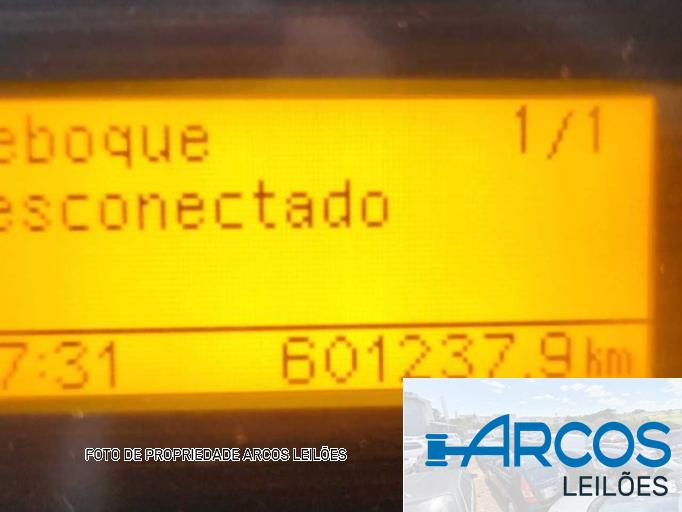 eboque 1/1
esconectado
7:31 601237.9 km
FOTO DE PROPRIEDADE ARCOS LEILÕES
ARCOS
LEILÕES